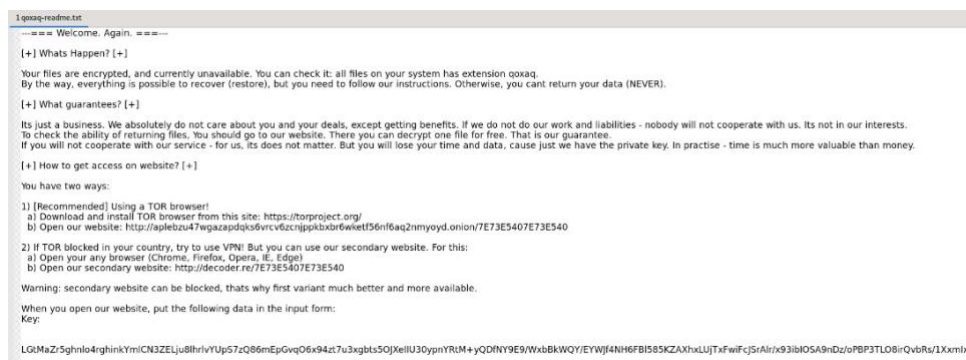 1 qoxaq-readme.txt
---=== Welcome. Again. ===---
[+] Whats Happen? [+]
Your files are encrypted, and currently unavailable. You can check it: all files on your system has extension qoxaq.
By the way, everything is possible to recover (restore), but you need to follow our instructions. Otherwise, you cant return your data (NEVER).
[+] What guarantees? [+]
Its just a business. We absolutely do not care about you and your deals, except getting benefits. If we do not do our work and liabilities - nobody will not cooperate with us. Its not in our interests.
To check the ability of returning files, You should go to our website. There you can decrypt one file for free. That is our guarantee.
If you will not cooperate with our service - for us, its does not matter. But you will lose your time and data, cause just we have the private key. In practise - time is much more valuable than money.
[+] How to get access on website? [+]
You have two ways:
1) [Recommended] Using a TOR browser!
a) Download and install TOR browser from this site: https://torproject.org/
b) Open our website: http://aplebzu47wgazapdqks6vrcv6zcnjppkbxbr6wketf56nf6aq2nmyoyd.onion/7E73E5407E73E540
2) If TOR blocked in your country, try to use VPN! But you can use our secondary website. For this:
a) Open your any browser (Chrome, Firefox, Opera, IE, Edge)
b) Open our secondary website: http://decoder.re/7E73E5407E73E540
Warning: secondary website can be blocked, thats why first variant much better and more available.
When you open our website, put the following data in the input form:
Key: